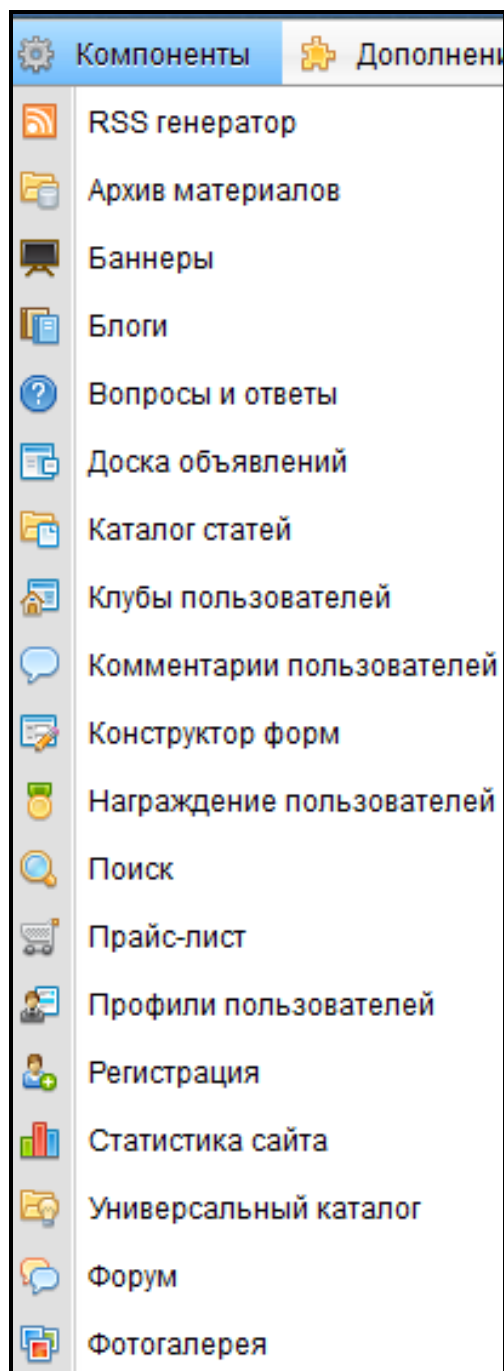 Компоненты
RSS генератор
Архив материалов
Баннеры
Блоги
Вопросы и ответы
Доска объявлений
Каталог статей
Клубы пользователей
Комментарии пользователей
Конструктор форм
Награждение пользователей
Поиск
Прайс-лист
Профили пользователей
Регистрация
Статистика сайта
Универсальный каталог
Форум
Фотогалерея